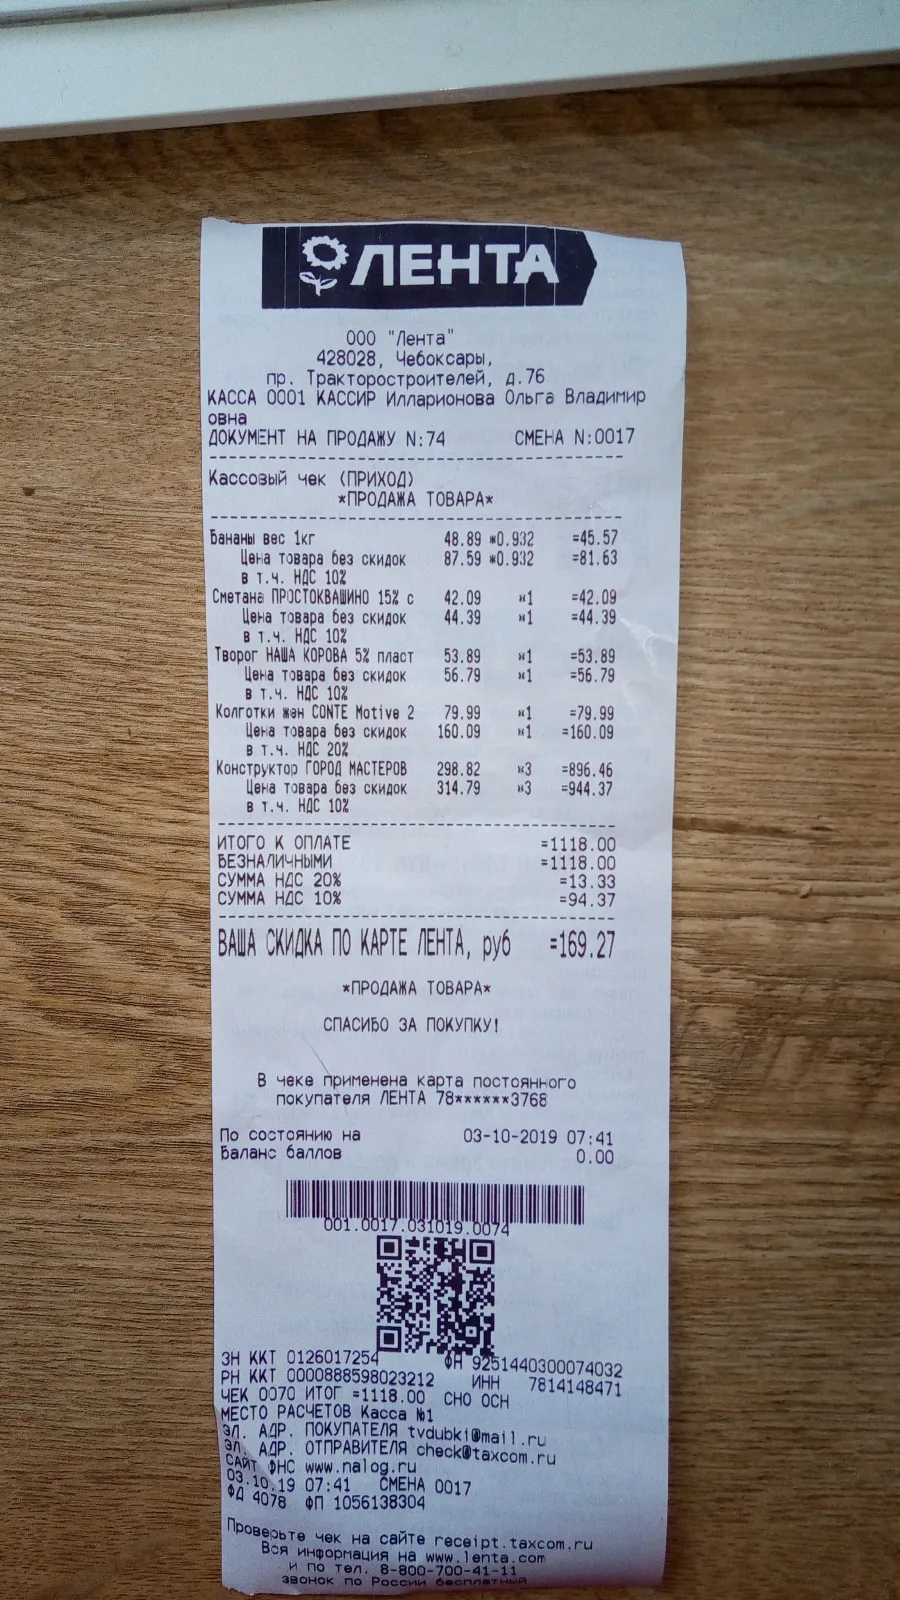 ЛЕНТА
ООО "Лента"
428028, Чебоксары,
пр. Тракторостроителей, д.76
КАССА 0001 КАССИР Илларионова Ольга Владимир
овна
ДОКУМЕНТ НА ПРОДАЖУ N:74 СМЕНА N:0017
Кассовый чек (ПРИХОД)
*ПРОДАЖА ТОВАРА*
Бананы вес 1кг 48.89 *0.932 =45.57
Цена товара без скидок 87.59 *0.932 =81.63
в т.ч. НДС 10%
Сметана ПРОСТОКВАШИНО 15% с 42.09 *1 =42.09
Цена товара без скидок 44.39 *1 =44.39
в т.ч. НДС 10%
Творог НАША КОРОВА 5% пласт 53.89 *1 =53.89
Цена товара без скидок 56.79 *1 =56.79
в т.ч. НДС 10%
Колготки жен CONTE Motive 2 79.99 *1 =79.99
Цена товара без скидок 160.09 *1 =160.09
в т.ч. НДС 20%
Конструктор ГОРОД МАСТЕРОВ 298.82 *3 =896.46
Цена товара без скидок 314.79 *3 =944.37
в т.ч. НДС 10%
ИТОГО К ОПЛАТЕ =1118.00
БЕЗНАЛИЧНЫМИ =1118.00
СУММА НДС 20% =13.33
СУММА НДС 10% =94.37
ВАША СКИДКА ПО КАРТЕ ЛЕНТА, руб =169.27
*ПРОДАЖА ТОВАРА*
СПАСИБО ЗА ПОКУПКУ!
В чеке применена карта постоянного
покупателя ЛЕНТА 78******3768
По состоянию на 03-10-2019 07:41
Баланс баллов 0.00
001.0017.031019.0074
ЗН ККТ 0126017254 ФН 9251440300074032
РН ККТ 0000888598023212 ИНН 7814148471
ЧЕК 0070 ИТОГ =1118.00 СНО ОСН
МЕСТО РАСЧЕТОВ Касса №1
ЭЛ. АДР. ПОКУПАТЕЛЯ tvdubki@mail.ru
ЭЛ. АДР. ОТПРАВИТЕЛЯ check@taxcom.ru
САЙТ ФНС www.nalog.ru
03.10.19 07:41 СМЕНА 0017
ФД 4078 ФП 1056138304
Проверьте чек на сайте receipt.taxcom.ru
Вся информация на www.lenta.com
и по тел. 8-800-700-41-11
звонок по России бесплатный